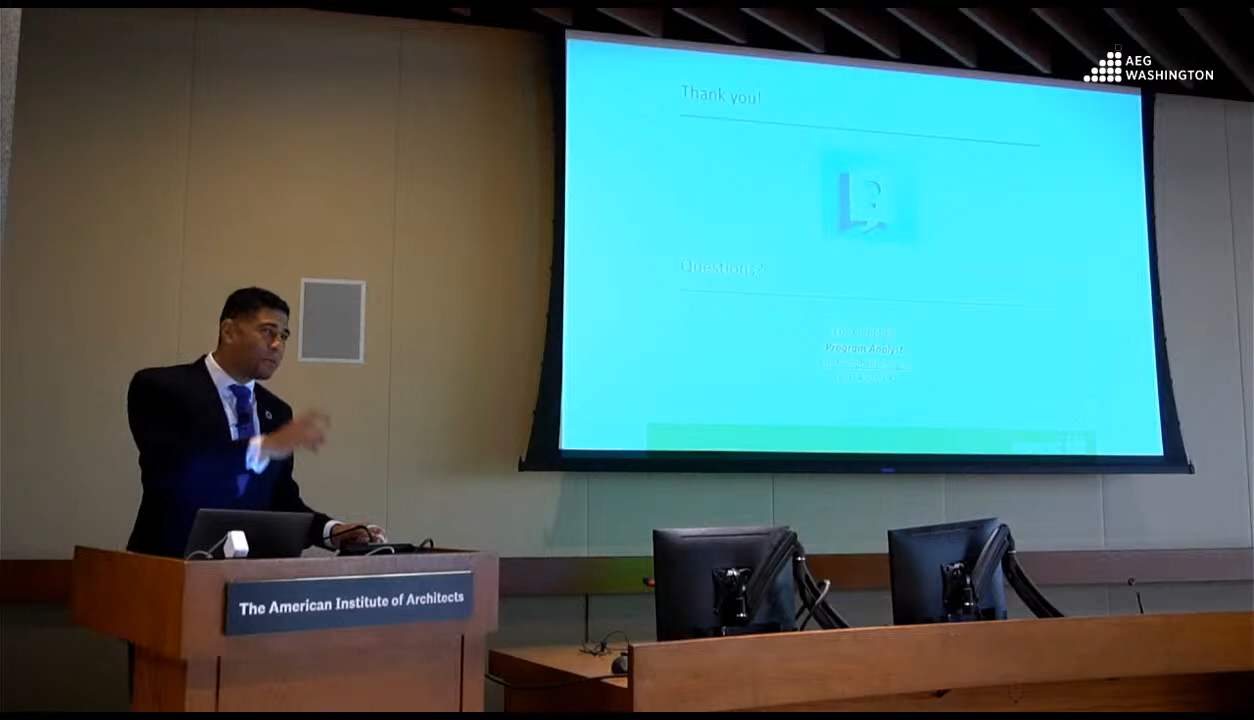 AEG
WASHINGTON
Thank you!
Questions?
Program Analyst
The American Institute of Architects